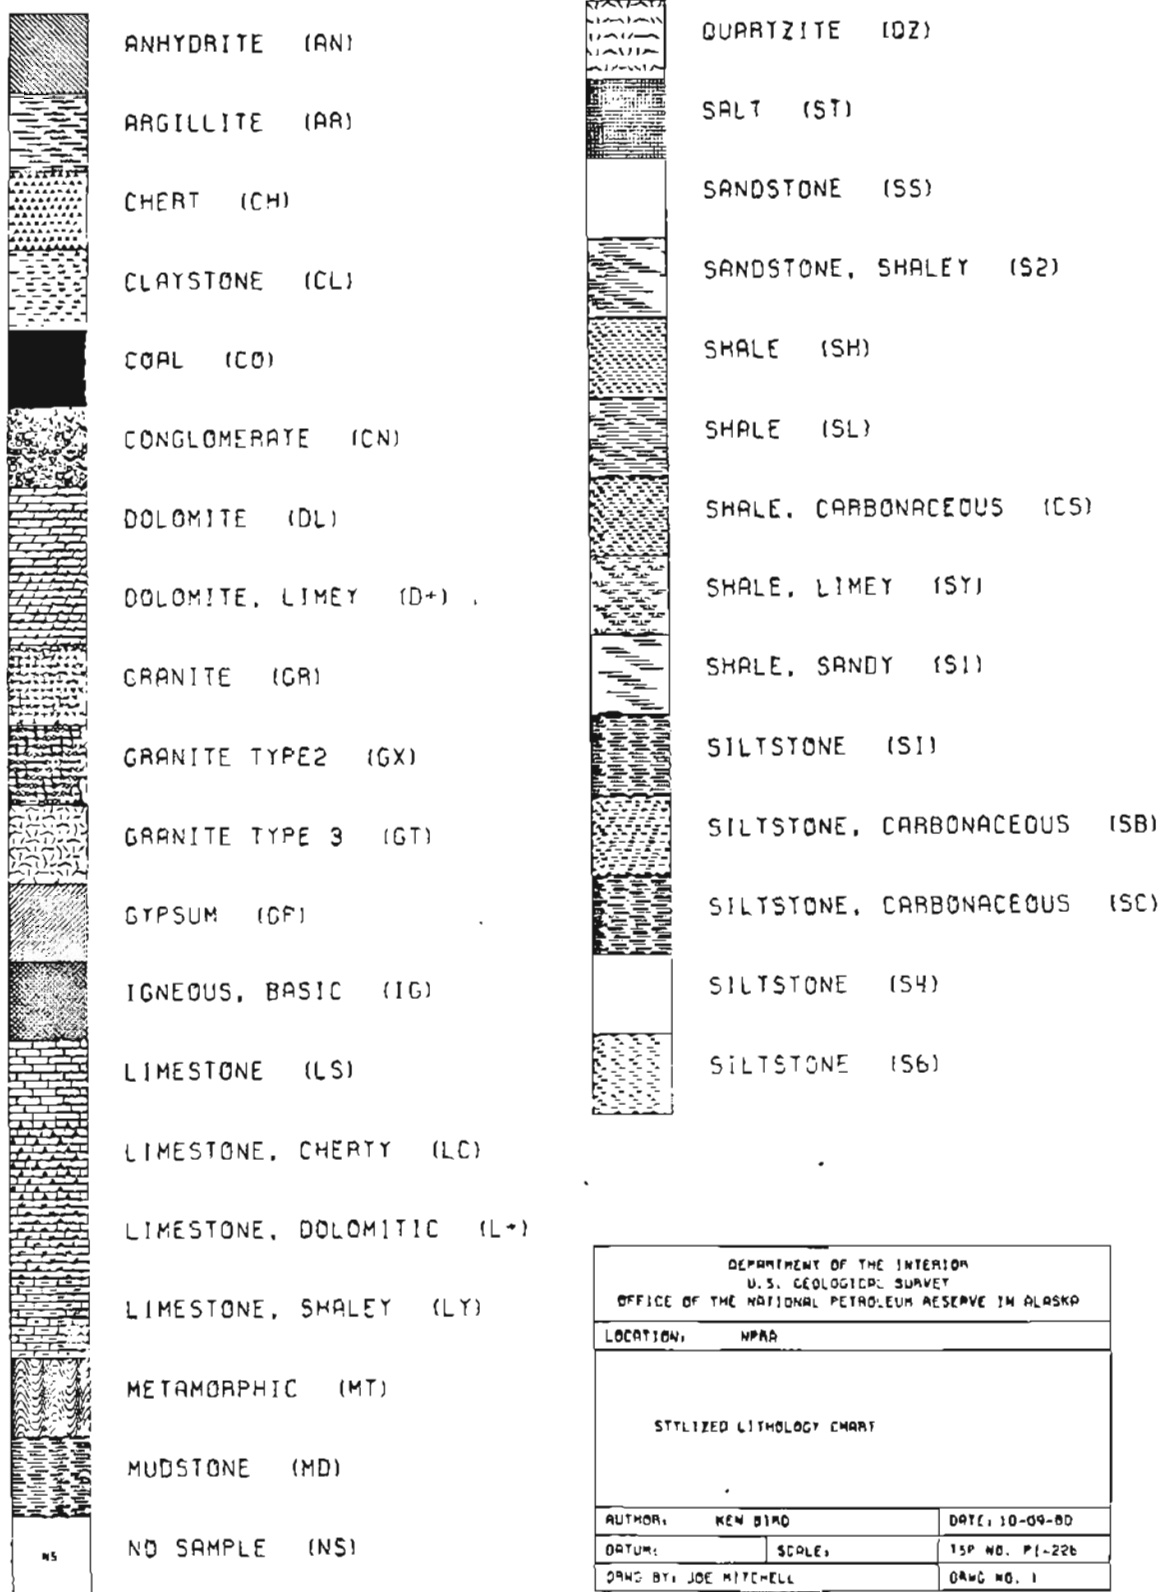 ANHYDRITE (AN)
ARGILLITE (AR)
CHERT (CH)
CLAYSTONE (CL)
COAL (CO)
CONGLOMERATE (CN)
DOLOMITE (DL)
DOLOMITE, LIMEY (D+)
GRANITE (GR)
GRANITE TYPE2 (GX)
GRANITE TYPE 3 (GT)
GYPSUM (GP)
IGNEOUS, BASIC (IG)
LIMESTONE (LS)
LIMESTONE, CHERTY (LC)
LIMESTONE, DOLOMITIC (L+)
LIMESTONE, SHALEY (LY)
METAMORPHIC (MT)
MUDSTONE (MD)
NS
NO SAMPLE (NS)
QUARTZITE (QZ)
SALT (ST)
SANDSTONE (SS)
SANDSTONE, SHALEY (S2)
SHALE (SH)
SHALE (SL)
SHALE, CARBONACEOUS (CS)
SHALE, LIMEY (SY)
SHALE, SANDY (S1)
SILTSTONE (SI)
SILTSTONE, CARBONACEOUS (SB)
SILTSTONE, CARBONACEOUS (SC)
SILTSTONE (S4)
SILTSTONE (S6)
DEPARTMENT OF THE INTERIOR
U.S. GEOLOGICAL SURVEY
OFFICE OF THE NATIONAL PETROLEUM RESERVE IN ALASKA
LOCATION: NPRA
STYLIZED LITHOLOGY CHART
AUTHOR: KEN BIRD
DATE: 10-09-80
DATUM:
SCALE:
TSP NO. PI-226
DRWG BY: JOE MITCHELL
DRWG NO. 1